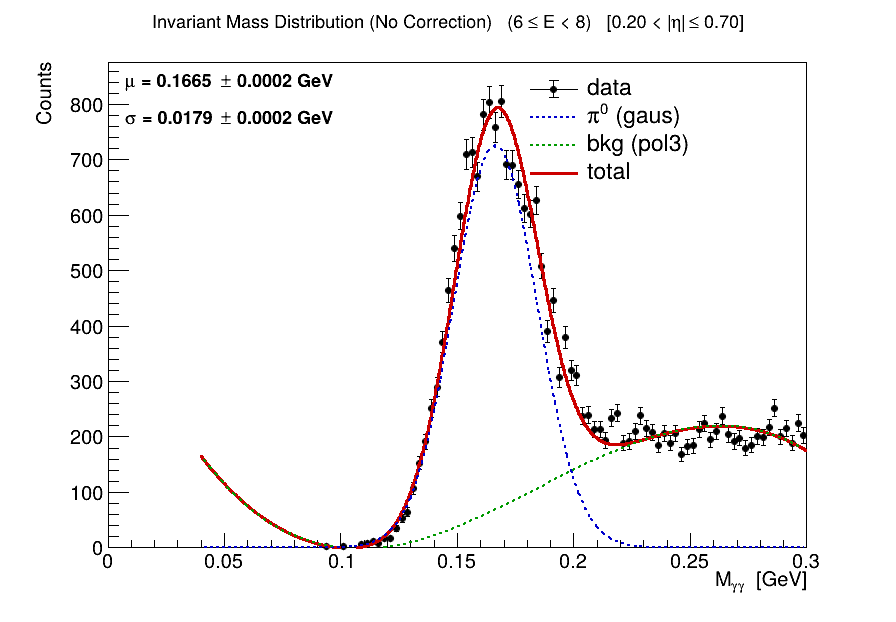 Invariant Mass Distribution (No Correction) (6 ≤ E < 8) [0.20 < |η| ≤ 0.70]
μ = 0.1665 ± 0.0002 GeV
σ = 0.0179 ± 0.0002 GeV
data
π⁰ (gaus)
bkg (pol3)
total
Counts
800
700
600
500
400
300
200
100
0
0 0.05 0.1 0.15 0.2 0.25 0.3
Mγγ [GeV]